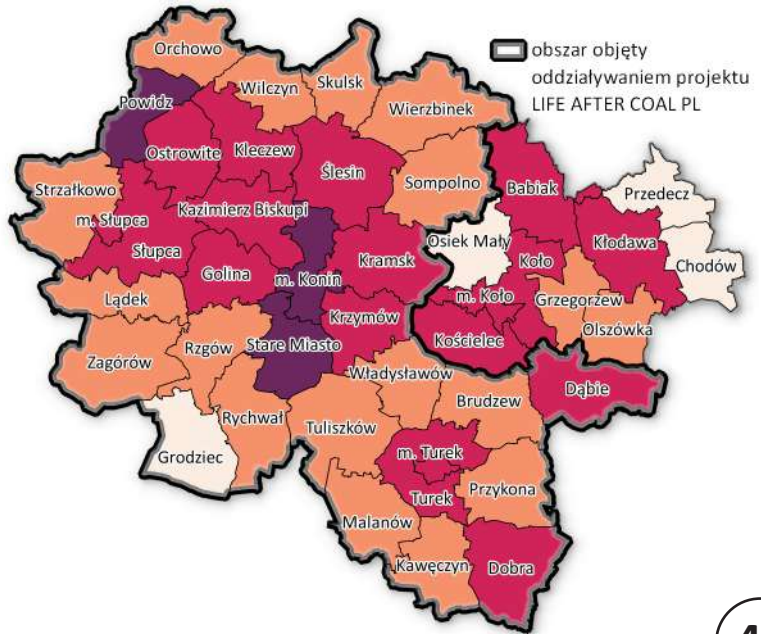 Orchowo
obszar objęty
oddziaływaniem projektu
LIFE AFTER COAL PL
Powidz
Wilczyn
Skulsk
Wierzbinek
Ostrowite
Kleczew
Ślesin
Sompolno
Babiak
Przedecz
Strzałkowo
m. Słupca
Kazimierz Biskupi
Osiek Mały
Kłodawa
Słupca
Golina
m. Konin
Kramsk
Koło
Chodów
Lądek
m. Koło
Grzegorzew
Krzymów
Olszówka
Zagórów
Rzgów
Stare Miasto
Kościelec
Władysławów
Dąbie
Rychwał
Tuliszków
Brudzew
Grodziec
m. Turek
Turek
Przykona
Malanów
Kawęczyn
Dobra